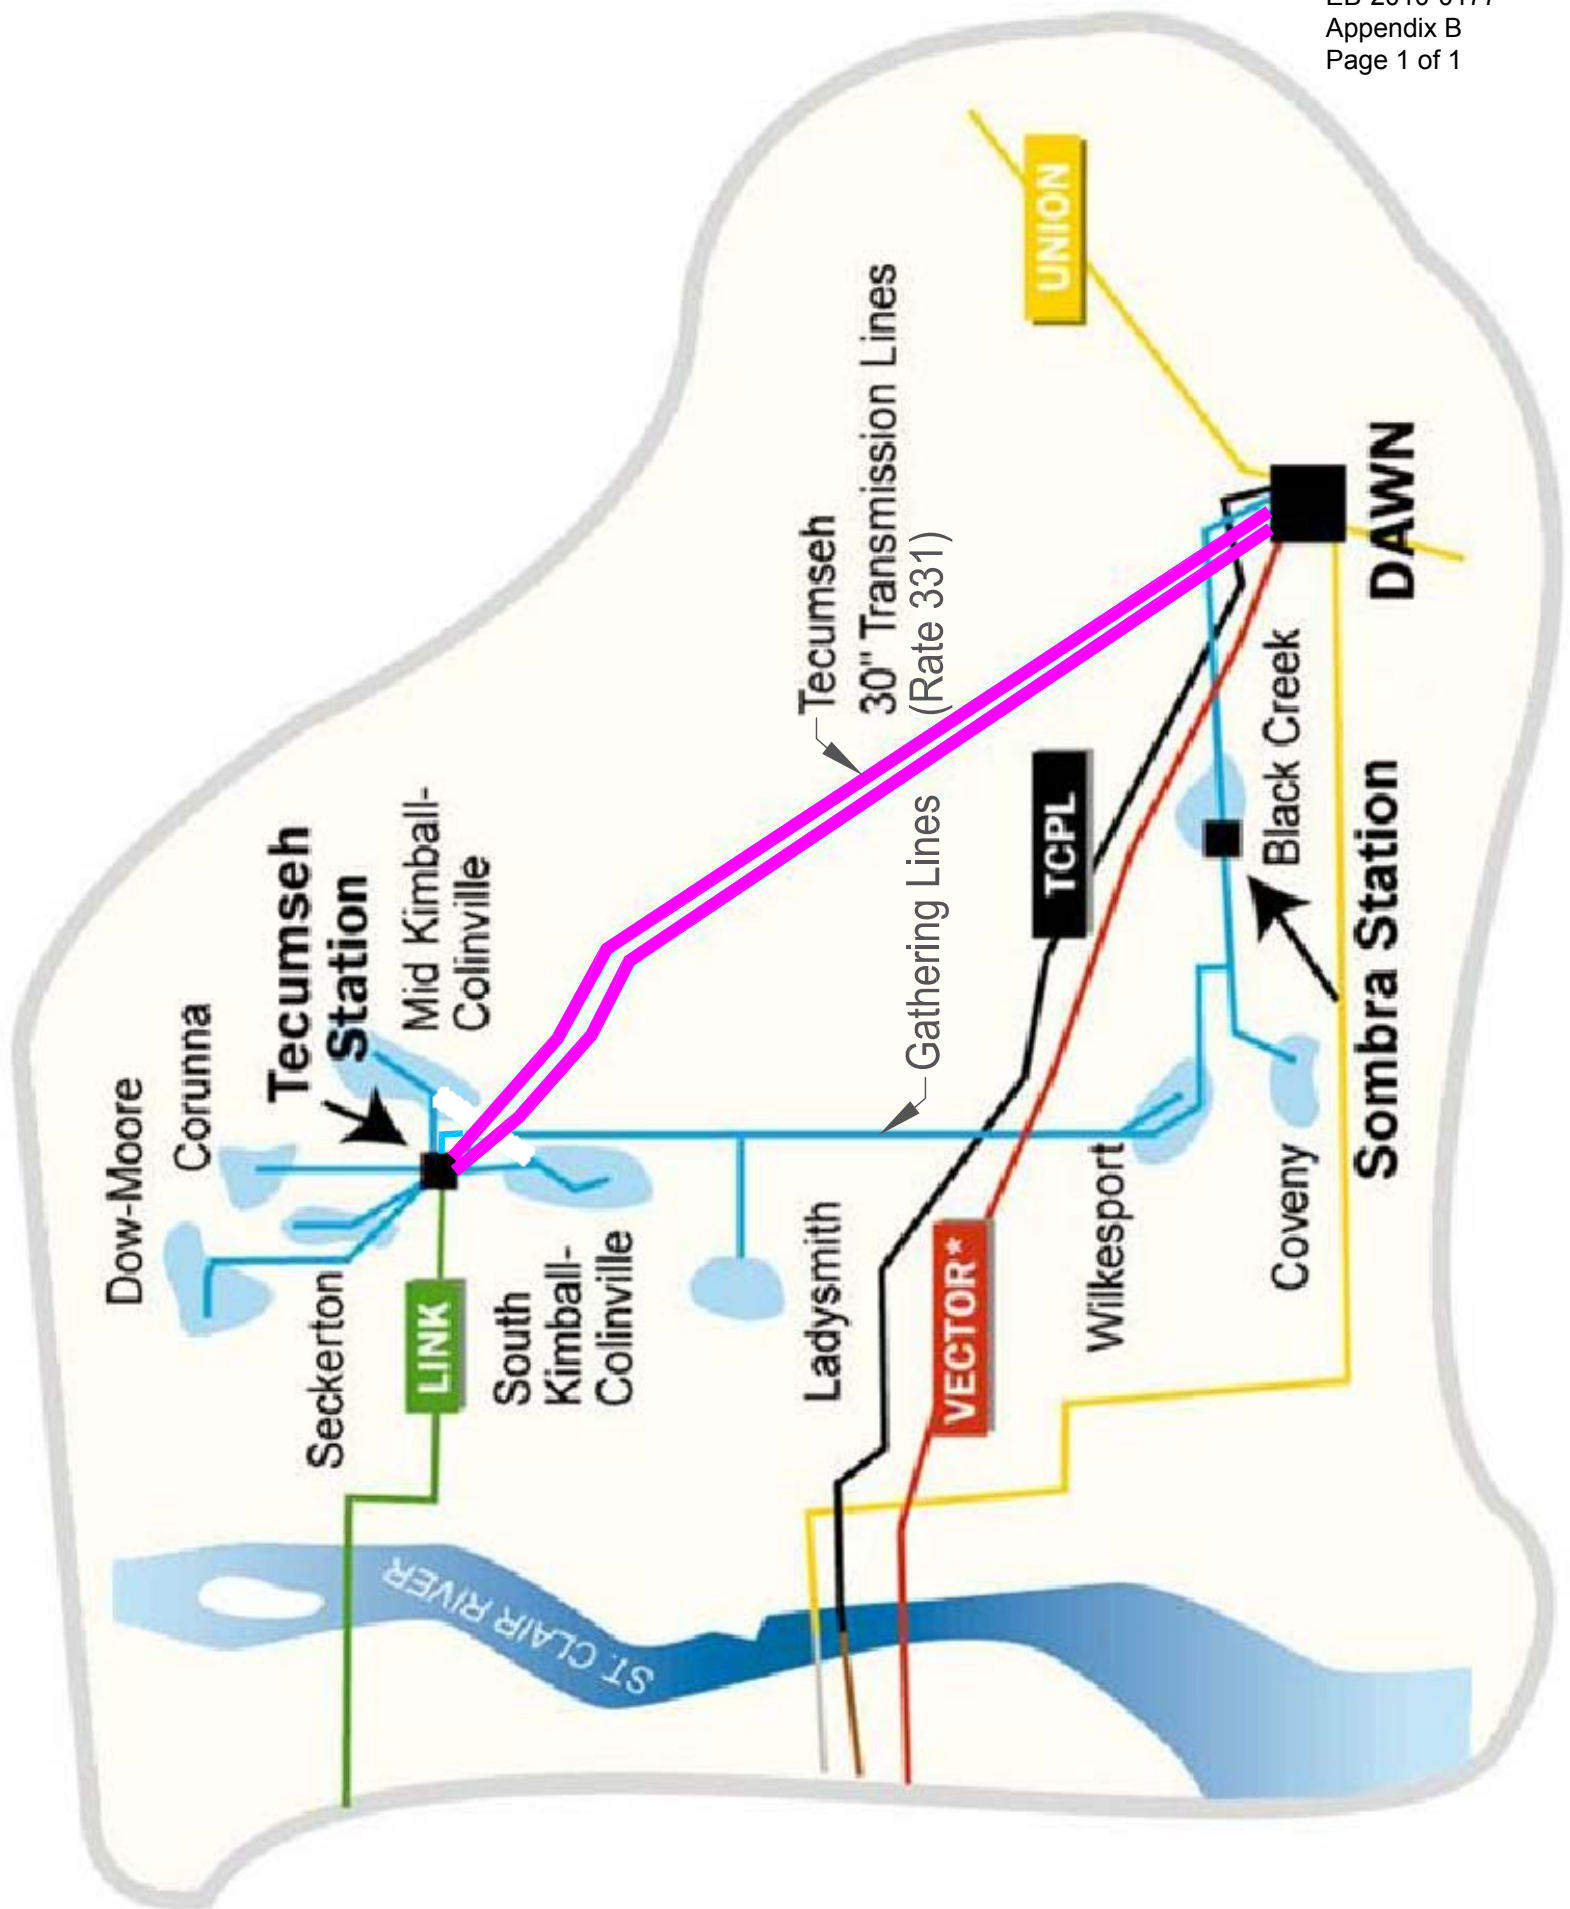 Appendix B
Page 1 of 1
UNION
Tecumseh
30" Transmission Lines
(Rate 331)
DAWN
Tecumseh
Station
Mid Kimball-
Colinville
Corunna
Dow-Moore
Seckerton
LINK
South
Kimball-
Colinville
Gathering Lines
TCPL
Black Creek
Sombra Station
Ladysmith
VECTOR*
Wilkesport
Coveny
ST. CLAIR RIVER